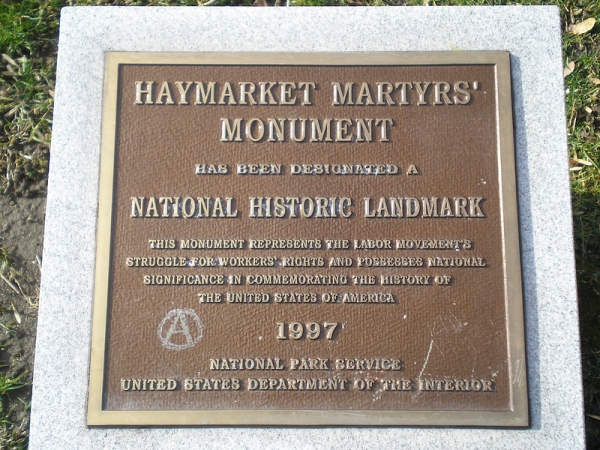 HAYMARKET MARTYRS'
MONUMENT
HAS BEEN DESIGNATED A
NATIONAL HISTORIC LANDMARK
THIS MONUMENT REPRESENTS THE LABOR MOVEMENT'S
STRUGGLE FOR WORKERS' RIGHTS AND POSSESSES NATIONAL
SIGNIFICANCE IN COMMEMORATING THE HISTORY OF
THE UNITED STATES OF AMERICA
1997
NATIONAL PARK SERVICE
UNITED STATES DEPARTMENT OF THE INTERIOR